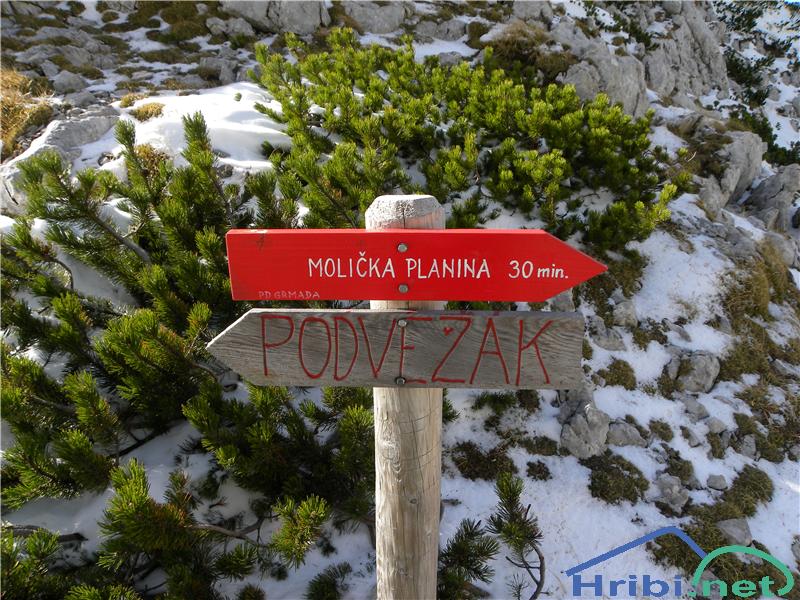 MOLIČKA PLANINA 30 min.
PD GRMADA
PODVEŽAK
Hribi.net